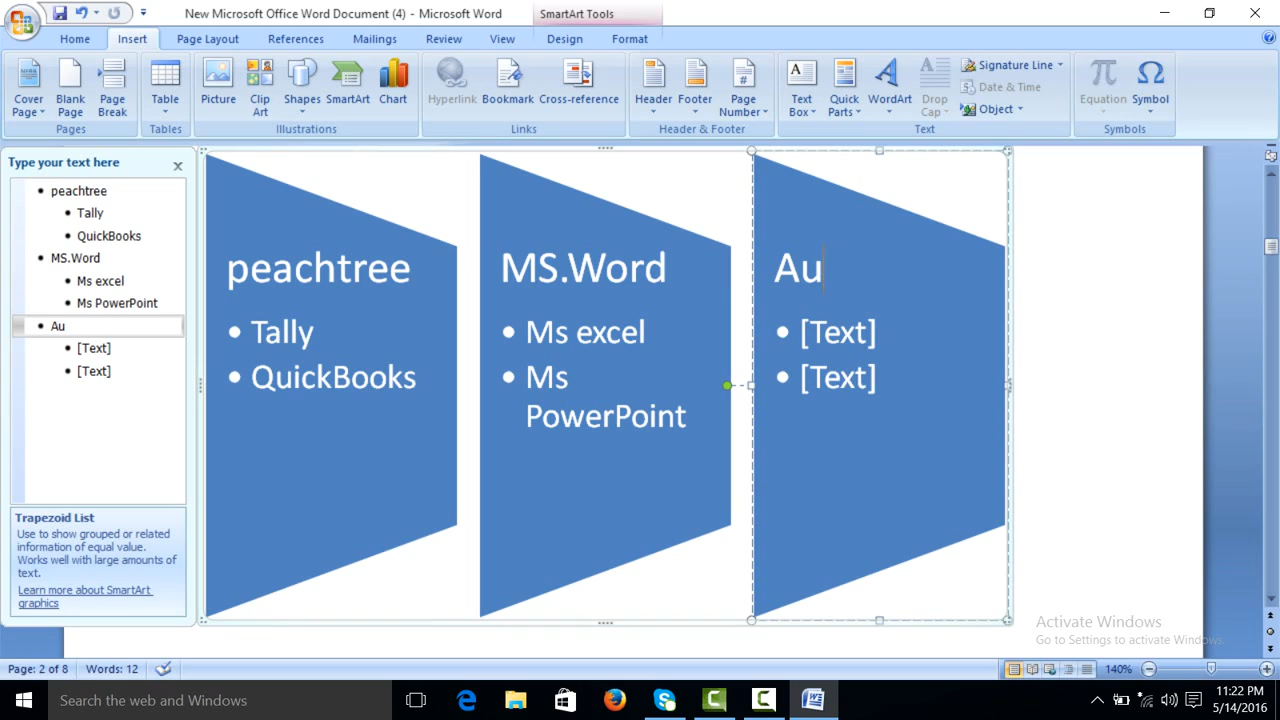 New Microsoft Office Word Document (4) - Microsoft Word
SmartArt Tools
Home
Insert
Page Layout
References
Mailings
Review
View
Design
Format
Cover Page
Blank Page
Page Break
Table
Picture
Clip Art
Shapes
SmartArt
Chart
Hyperlink
Bookmark
Cross-reference
Header
Footer
Page Number
Text Box
Quick Parts
WordArt
Drop Cap
Signature Line
Date & Time
Object
Equation
Symbol
Pages
Tables
Illustrations
Links
Header & Footer
Text
Symbols
Type your text here
• peachtree
• Tally
• QuickBooks
• MS.Word
• Ms excel
• Ms PowerPoint
• Au
• [Text]
• [Text]
Trapezoid List
Use to show grouped or related
information of equal value.
Works well with large amounts of
text.
Learn more about SmartArt
graphics
peachtree
• Tally
• QuickBooks
MS.Word
• Ms excel
• Ms
PowerPoint
Au
• [Text]
• [Text]
Activate Windows
Go to Settings to activate Windows.
Page: 2 of 8
Words: 12
140%
Search the web and Windows
11:22 PM
5/14/2016